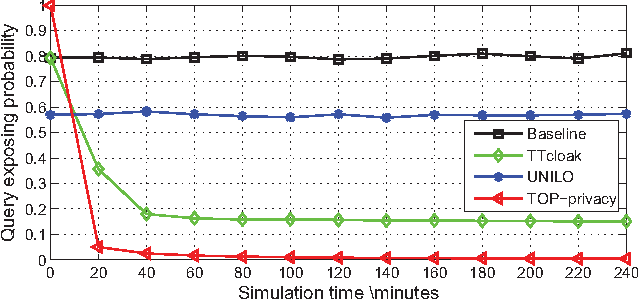 Query exposing probability
1
0.9
0.8
0.7
0.6
0.5
0.4
0.3
0.2
0.1
0
Baseline
TTcloak
UNILO
TOP-privacy
0 20 40 60 80 100 120 140 160 180 200 220 240
Simulation time \minutes